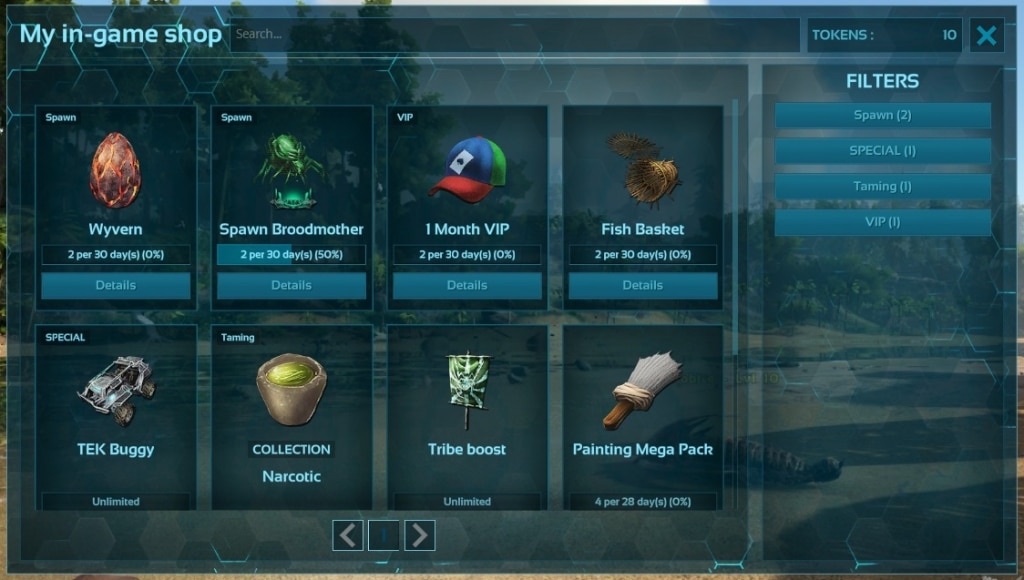 My in-game shop
Search...
TOKENS : 10
FILTERS
Spawn (2)
SPECIAL (1)
Taming (1)
VIP (1)
Spawn
Wyvern
2 per 30 day(s) (0%)
Details
Spawn
Spawn Broodmother
2 per 30 day(s) (50%)
Details
VIP
1 Month VIP
2 per 30 day(s) (0%)
Details
Fish Basket
2 per 30 day(s) (0%)
Details
SPECIAL
TEK Buggy
Unlimited
Taming
COLLECTION
Narcotic
Tribe boost
Unlimited
Painting Mega Pack
4 per 28 day(s) (0%)
1